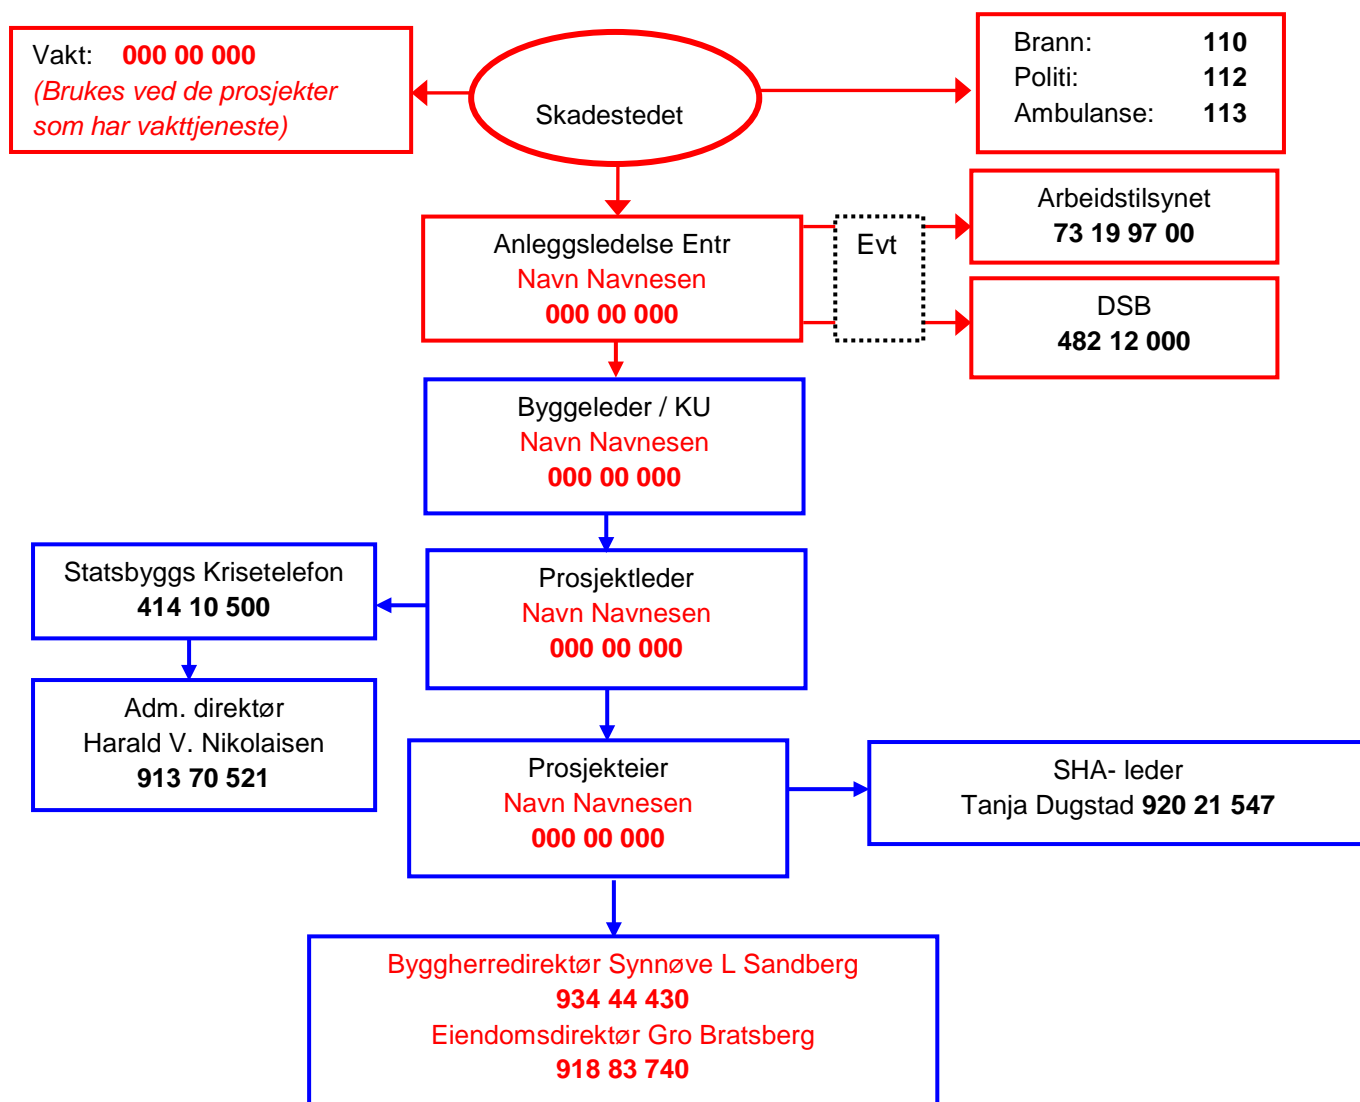 Vakt: 000 00 000
(Brukes ved de prosjekter
som har vakttjeneste)
Skadestedet
Brann: 110
Politi: 112
Ambulanse: 113
Arbeidstilsynet
73 19 97 00
Anleggsledelse Entr
Navn Navnesen
000 00 000
Evt
DSB
482 12 000
Byggeleder / KU
Navn Navnesen
000 00 000
Statsbyggs Krisetelefon
414 10 500
Prosjektleder
Navn Navnesen
000 00 000
Adm. direktør
Harald V. Nikolaisen
913 70 521
Prosjekteier
Navn Navnesen
000 00 000
SHA- leder
Tanja Dugstad 920 21 547
Byggherredirektør Synnøve L Sandberg
934 44 430
Eiendomsdirektør Gro Bratsberg
918 83 740